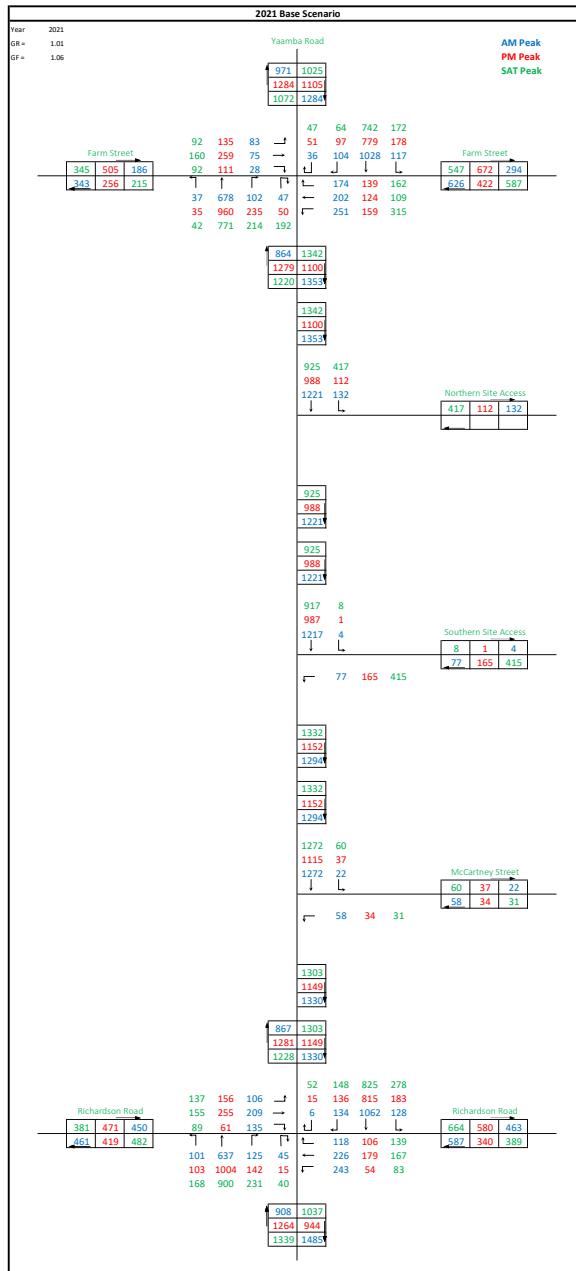 2021 Base Scenario
Year 2021
GR = 1.01
GF = 1.06
Yaamba Road
AM Peak
PM Peak
SAT Peak
971 1025
1284 1105
1072 1284
47 64 742 172
92 135 83 51 97 779 178
160 259 75 36 104 1028 117
92 111 28
Farm Street
345 505 186
343 256 215
Farm Street
547 672 294
626 422 587
174 139 162
37 678 102 47 202 124 109
35 960 235 50 251 159 315
42 771 214 192
864 1342
1279 1100
1220 1353
1342
1100
1353
925 417
988 112
1221 132
Northern Site Access
417 112 132
925
988
1221
925
988
1221
917 8
987 1
1217 4
Southern Site Access
8 1 4
77 165 415
77 165 415
1332
1152
1294
1332
1152
1294
1272 60
1115 37
1272 22
McCartney Street
60 37 22
58 34 31
58 34 31
1303
1149
1330
867 1303
1281 1149
1228 1330
52 148 825 278
137 156 106 15 136 815 183
155 255 209 6 134 1062 128
89 61 135
Richardson Road
381 471 450
461 419 482
Richardson Road
664 580 463
587 340 389
118 106 139
101 637 125 45 226 179 167
103 1004 142 15 243 54 83
168 900 231 40
908 1037
1264 944
1339 1485